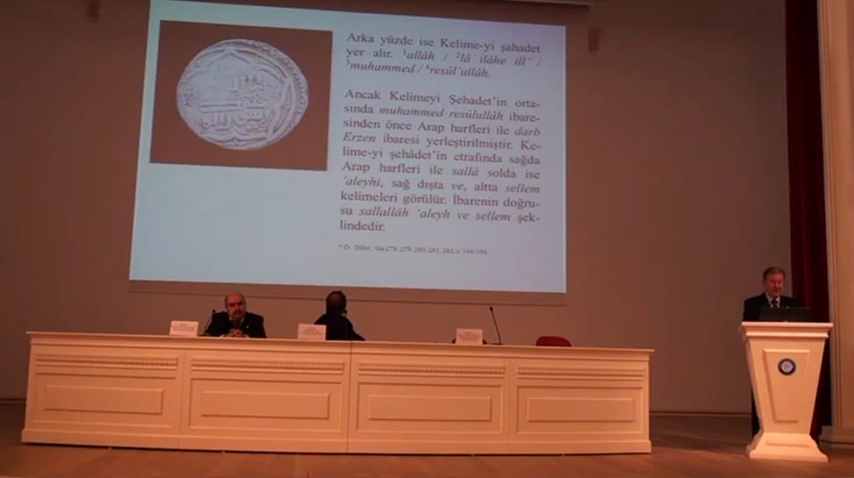 Arka yüzde ise Kelime-yi şahadet
yer alır. ¹allâh / ²lâ ilâhe ill' /
³muhammed / ⁴resûl'ullâh.
Ancak Kelimeyi Şehadet'in orta-
sında muhammed resûlullâh ibare-
sinden önce Arap harfleri ile darb
Erzen ibaresi yerleştirilmiştir. Ke-
lime-yi şehâdet'in etrafında sağda
Arap harfleri ile sallâ solda ise
'aleyhi, sağ dışta ve, altta sellem
kelimeleri görülür. İbarenin doğru-
su sallallâh 'aleyh ve sellem şek-
lindedir.